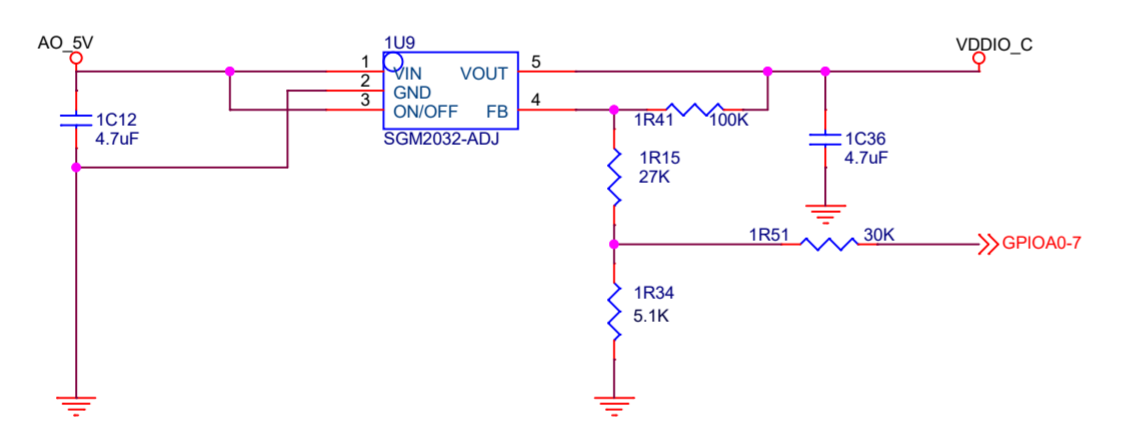 AO_5V
1U9
VDDIO_C
1
VIN
VOUT
5
2
GND
3
ON/OFF
FB
4
SGM2032-ADJ
1C12
4.7uF
1R41
100K
1C36
4.7uF
1R15
27K
1R51
30K
GPIOA0-7
1R34
5.1K